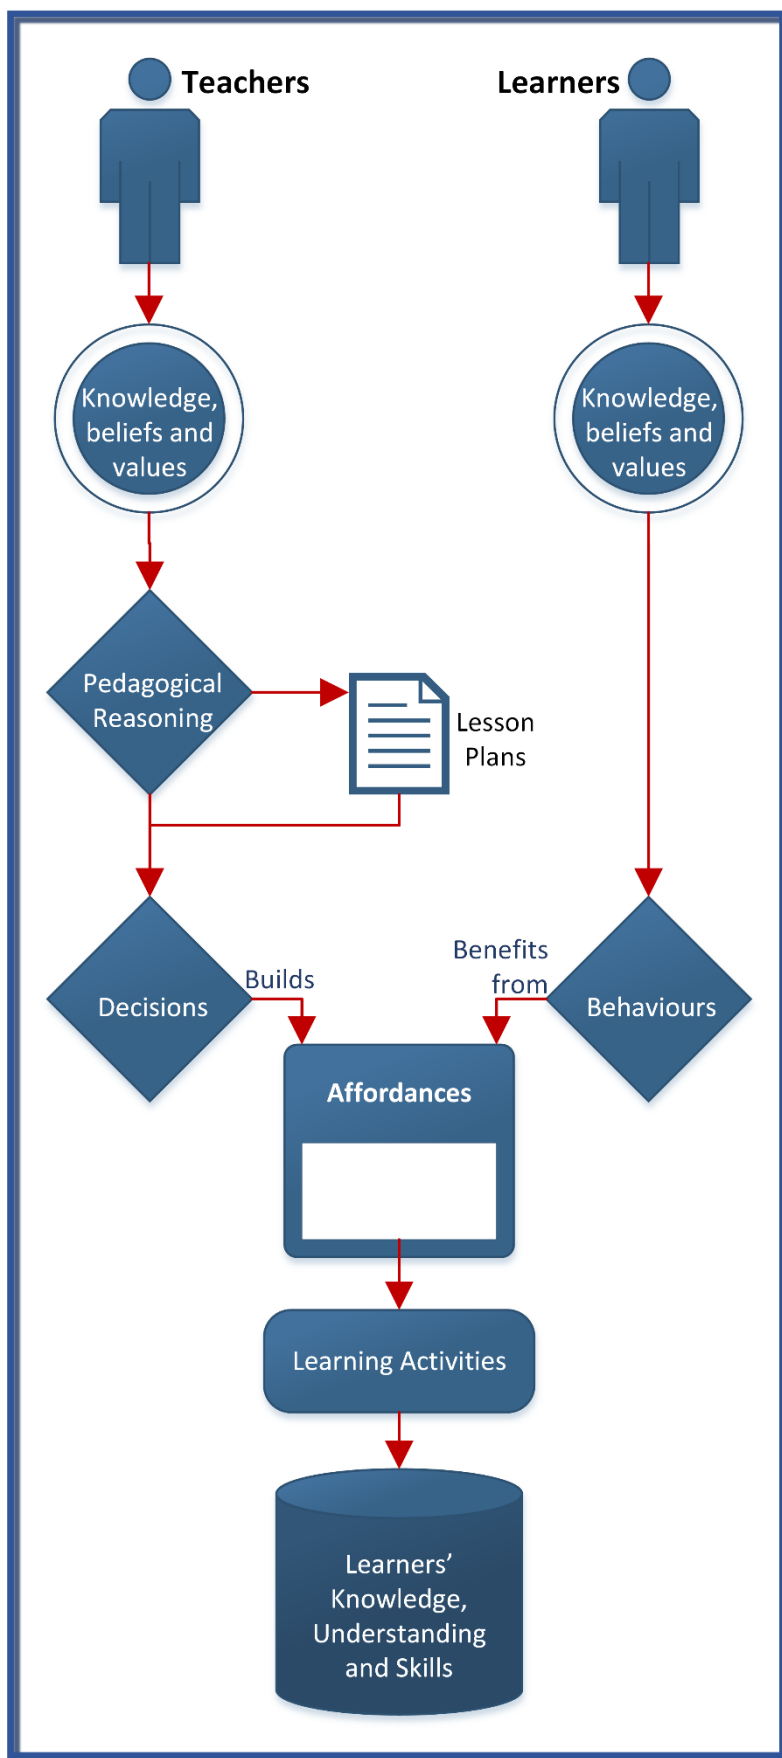 Teachers
Learners
Knowledge,
beliefs and
values
Knowledge,
beliefs and
values
Pedagogical
Reasoning
Lesson
Plans
Decisions
Builds
Benefits
from
Behaviours
Affordances
Learning Activities
Learners’
Knowledge,
Understanding
and Skills